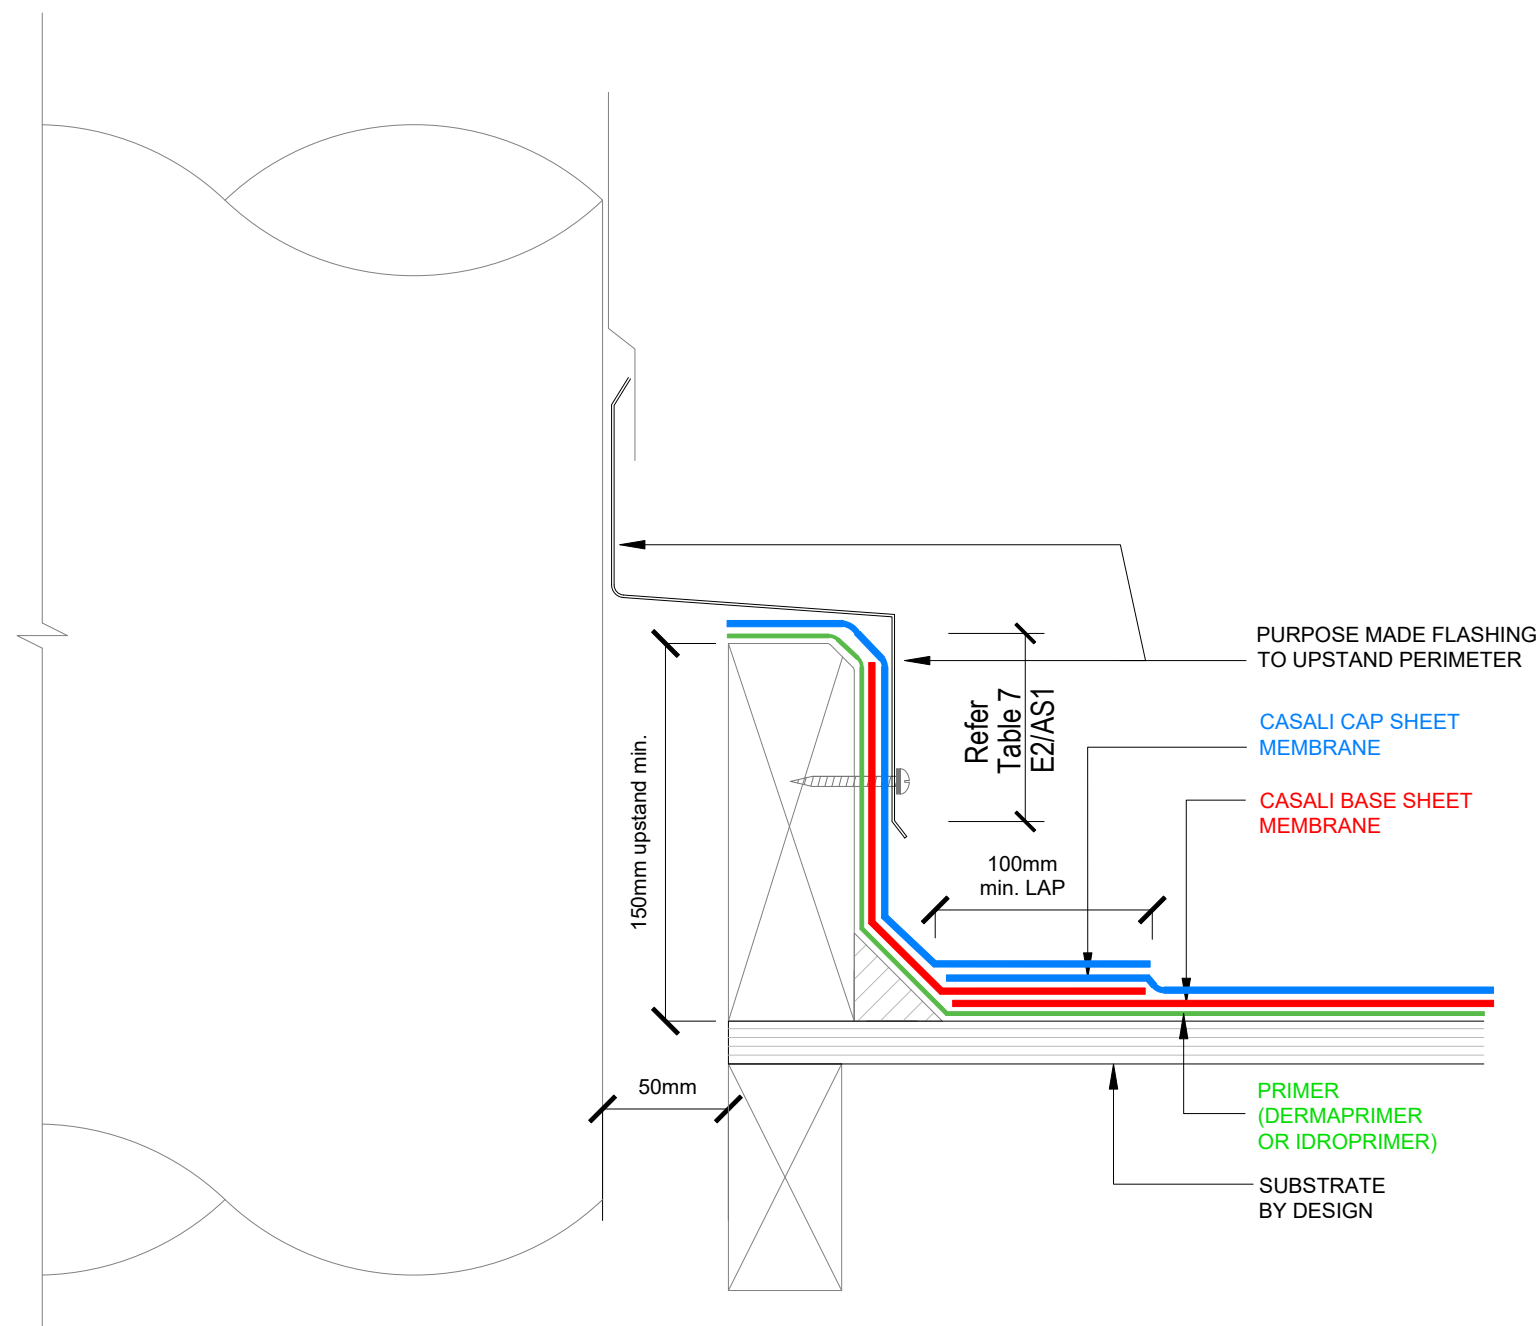 PURPOSE MADE FLASHING
TO UPSTAND PERIMETER
CASALI CAP SHEET
MEMBRANE
CASALI BASE SHEET
MEMBRANE
Refer
Table 7
E2/AS1
150mm upstand min.
100mm
min. LAP
50mm
PRIMER
(DERMAPRIMER
OR IDROPRIMER)
SUBSTRATE
BY DESIGN